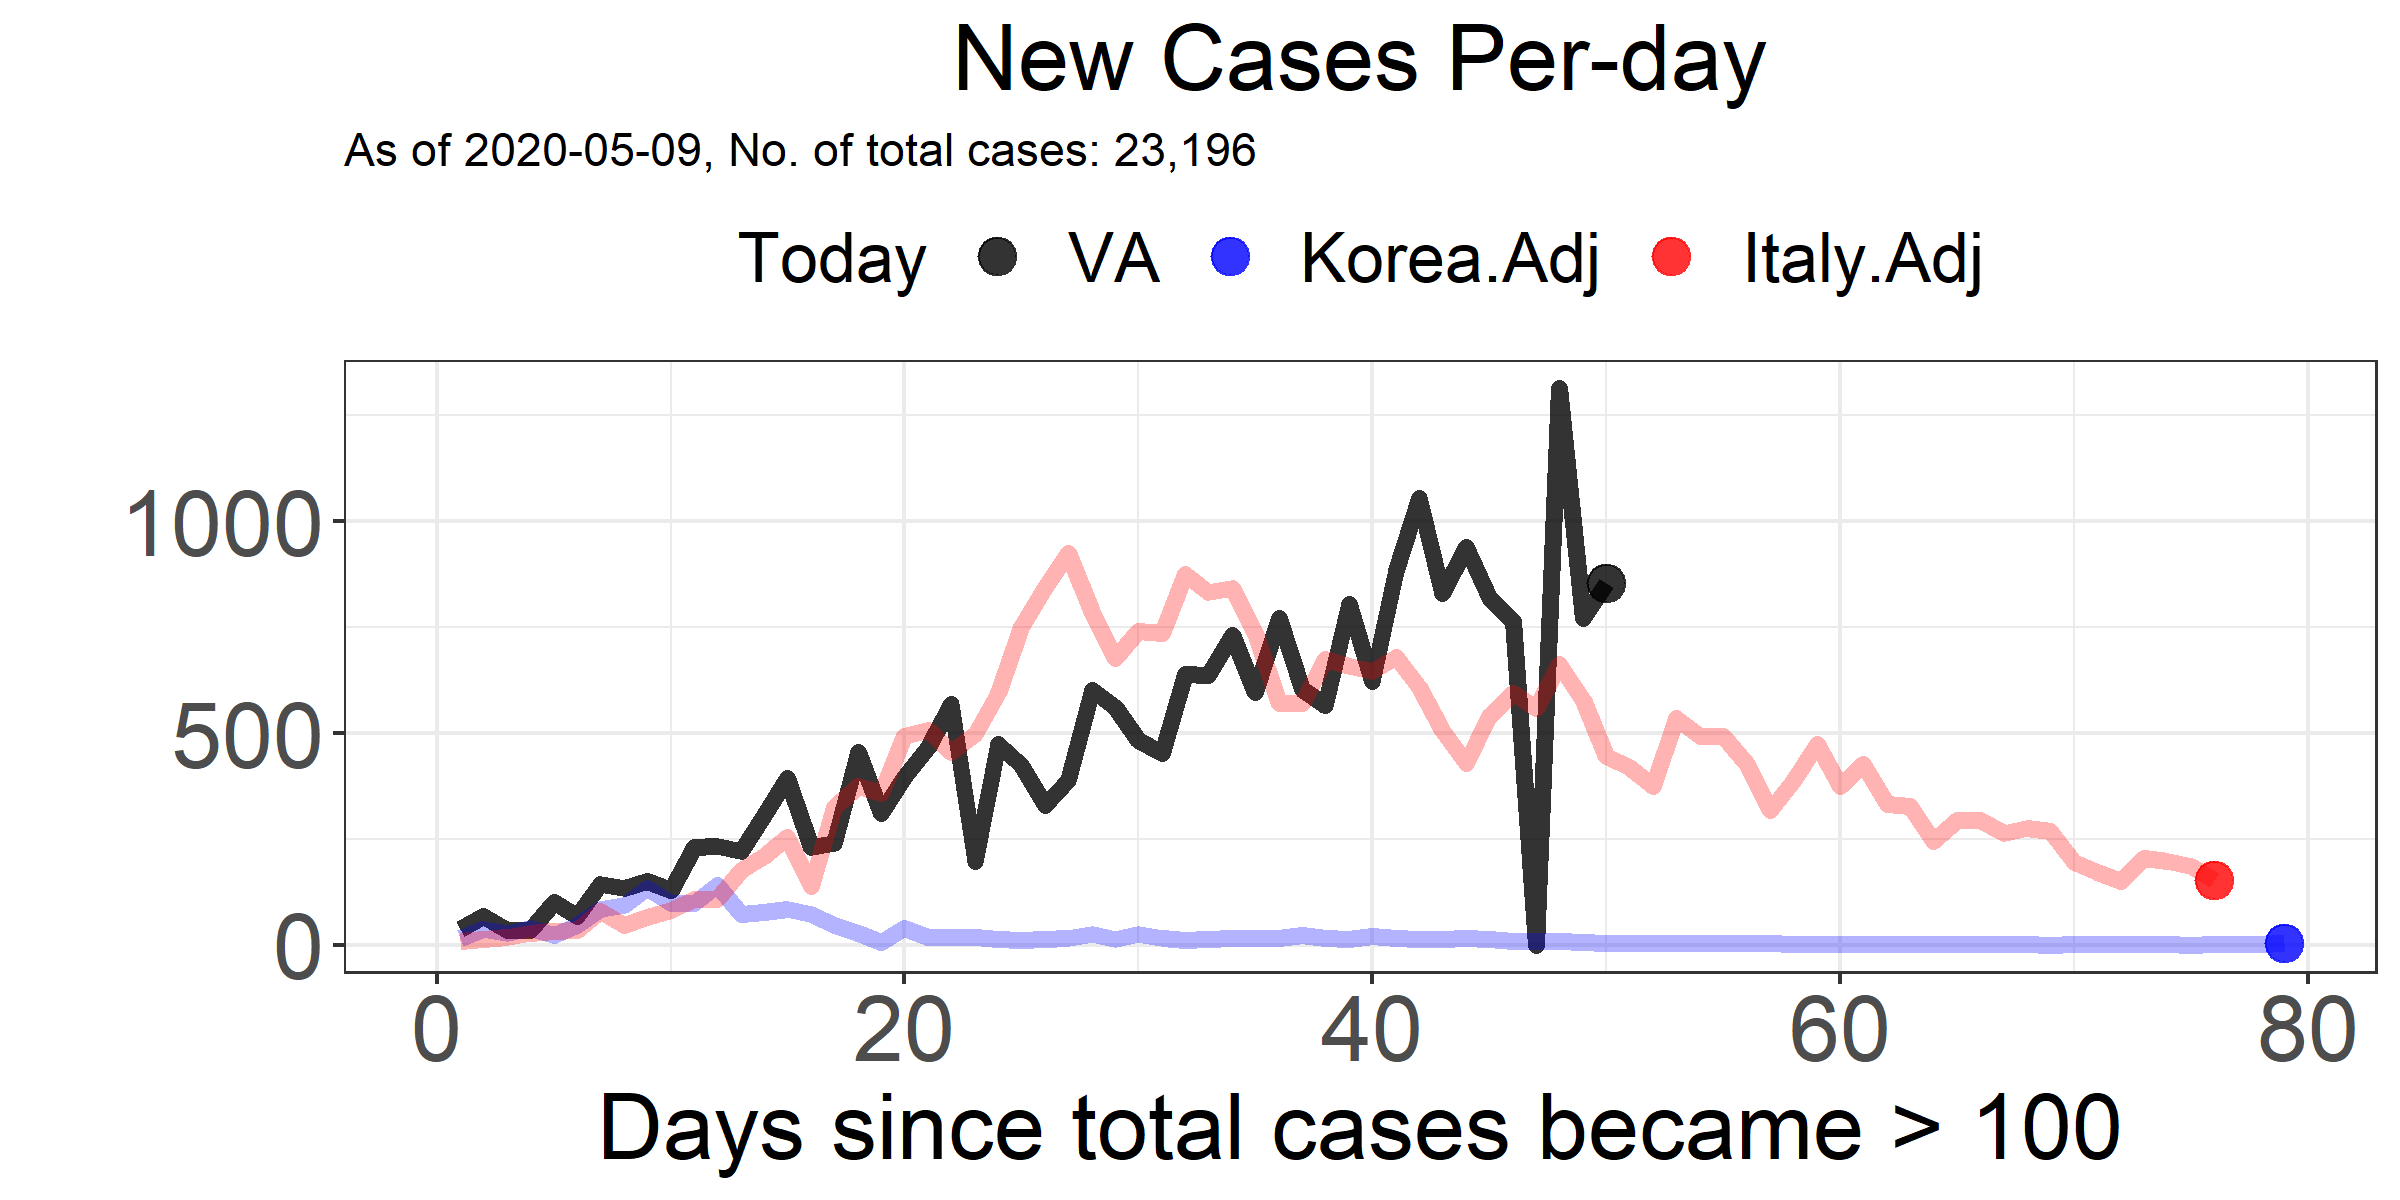 New Cases Per-day
As of 2020-05-09, No. of total cases: 23,196
Today VA Korea.Adj Italy.Adj
1000
500
0
0 20 40 60 80
Days since total cases became > 100